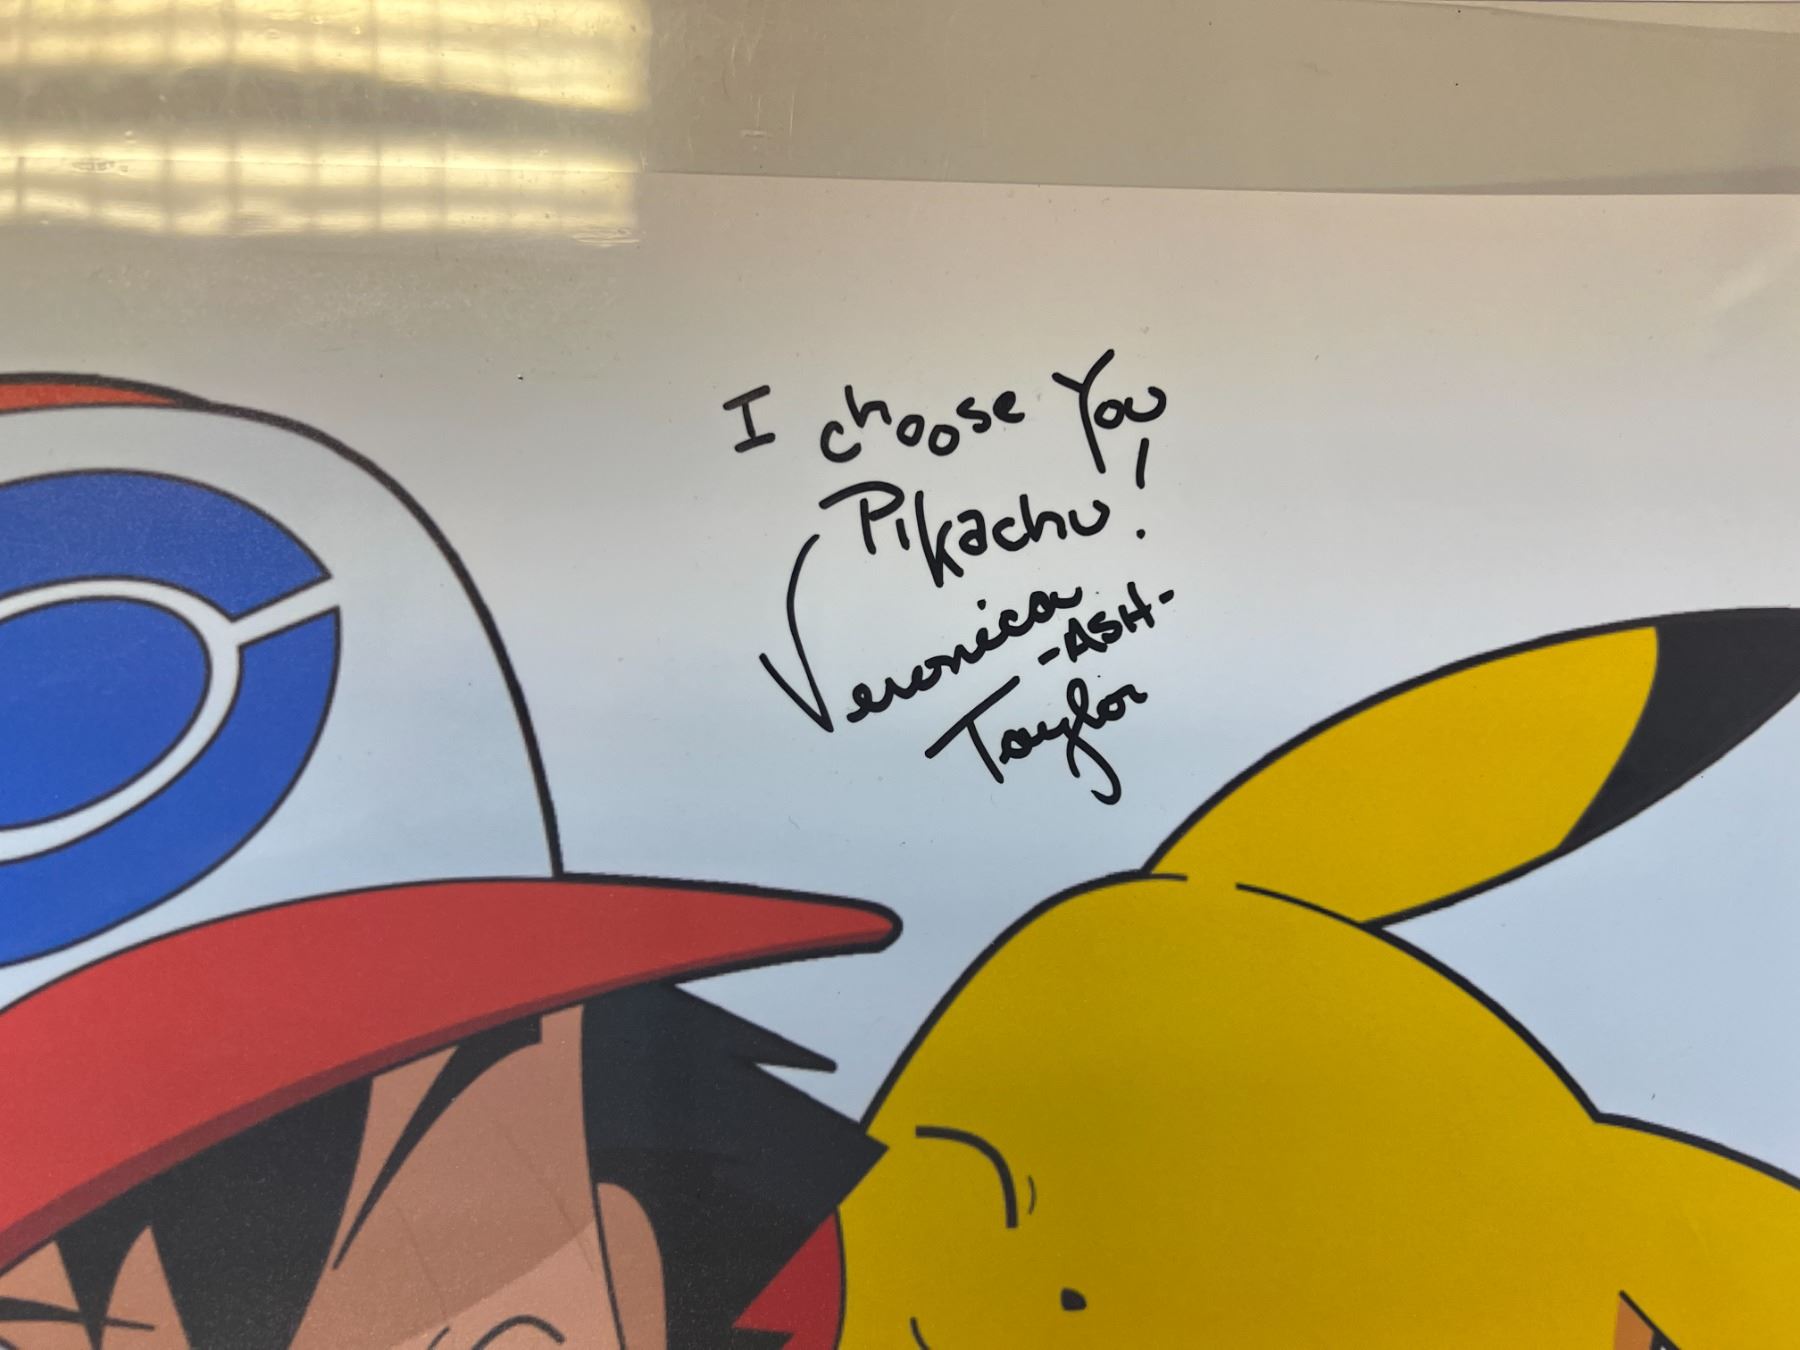 I choose You
Pikachu!
Veronica
-ASH-
Taylor